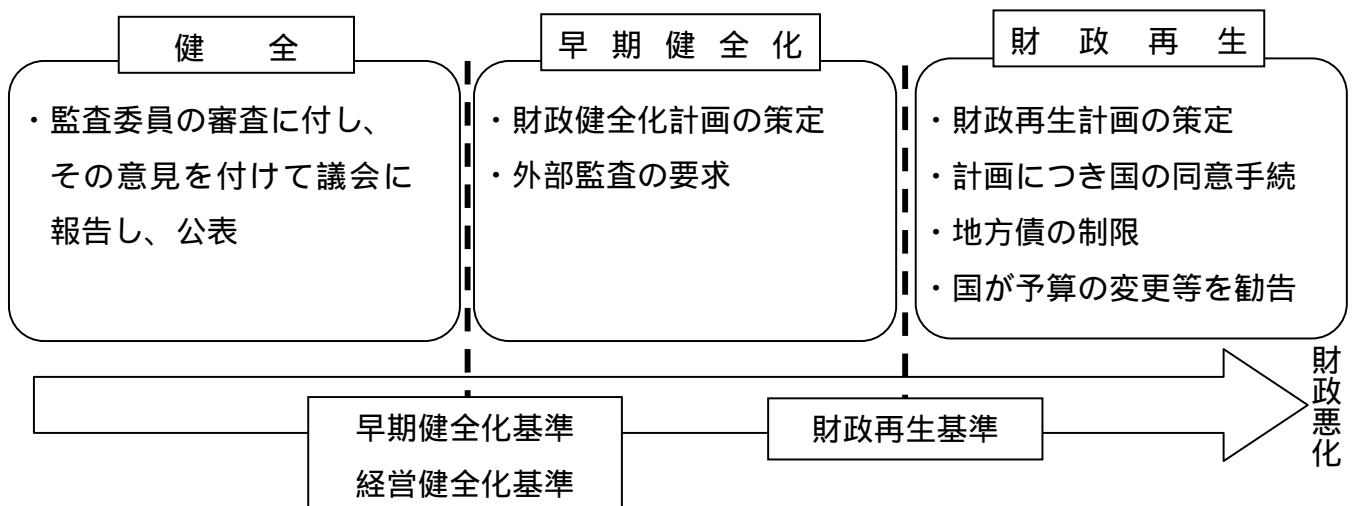 健全
・監査委員の審査に付し、
その意見を付けて議会に
報告し、公表
早期健全化
・財政健全化計画の策定
・外部監査の要求
財政再生
・財政再生計画の策定
・計画につき国の同意手続
・地方債の制限
・国が予算の変更等を勧告
早期健全化基準
経営健全化基準
財政再生基準
財政悪化